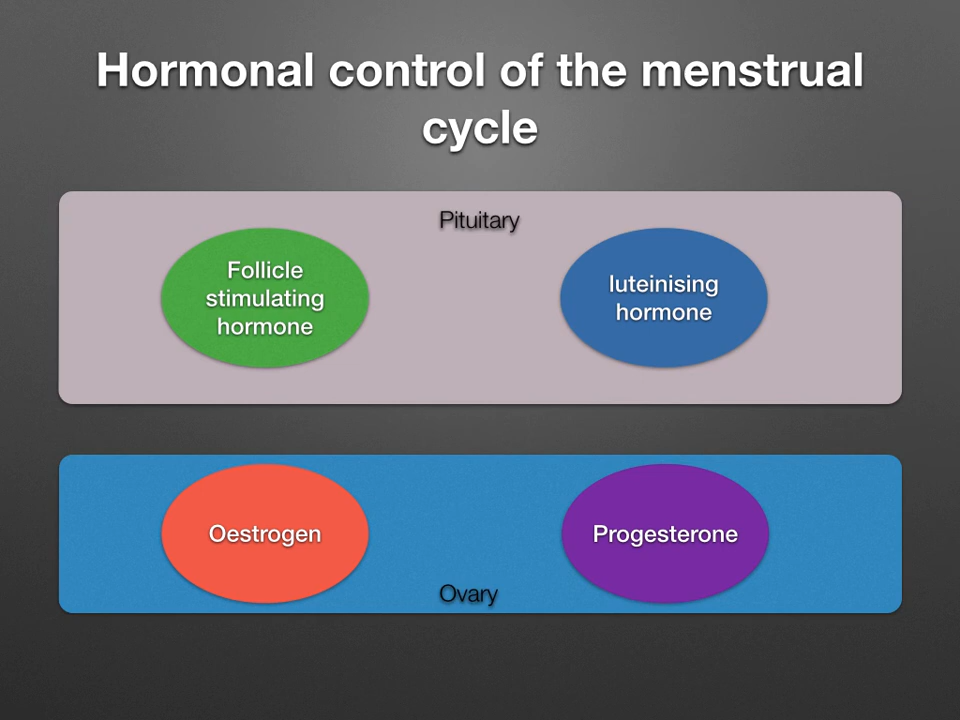 Hormonal control of the menstrual
cycle
Pituitary
Follicle
stimulating
hormone
luteinising
hormone
Oestrogen
Progesterone
Ovary